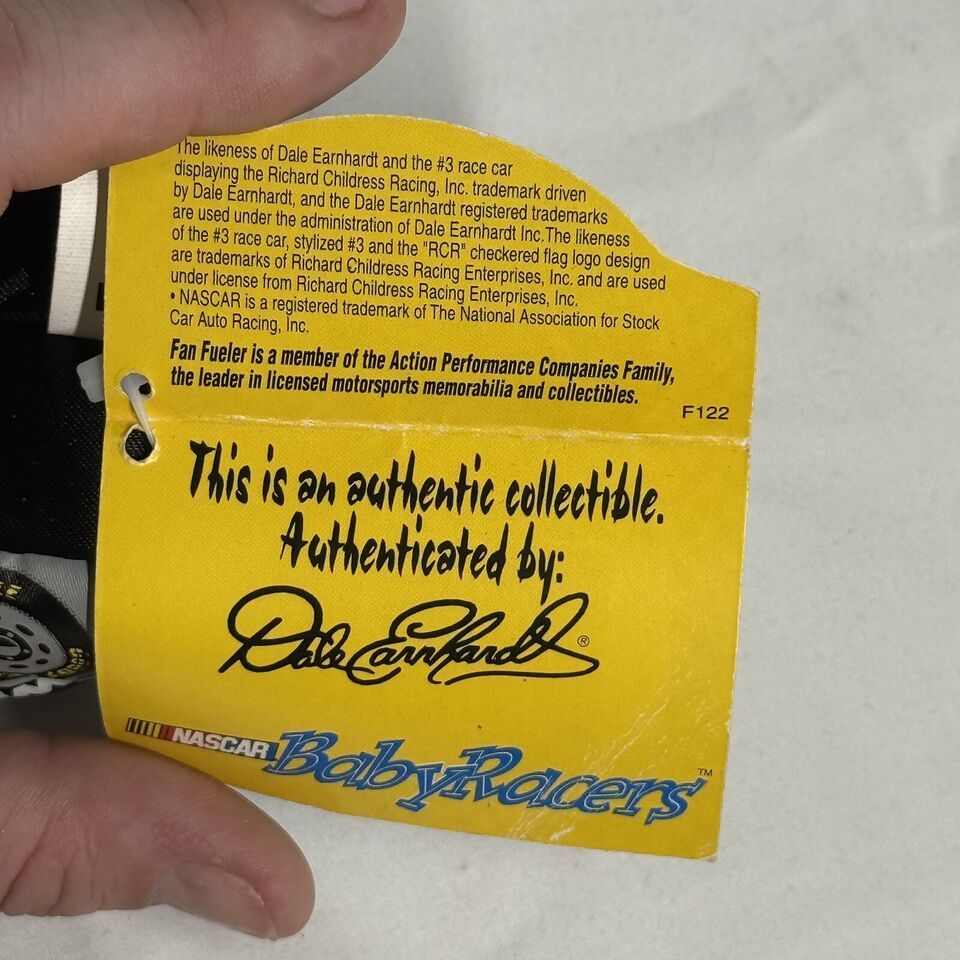 The likeness of Dale Earnhardt and the #3 race car
displaying the Richard Childress Racing, Inc. trademark driven
by Dale Earnhardt, and the Dale Earnhardt registered trademarks
are used under the administration of Dale Earnhardt Inc.The likeness
of the #3 race car, stylized #3 and the "RCR" checkered flag logo design
are trademarks of Richard Childress Racing Enterprises, Inc. and are used
under license from Richard Childress Racing Enterprises, Inc.
• NASCAR is a registered trademark of The National Association for Stock
Car Auto Racing, Inc.
Fan Fueler is a member of the Action Performance Companies Family,
the leader in licensed motorsports memorabilia and collectibles.
F122
This is an authentic collectible.
Authenticated by:
Dale Earnhardt ®
NASCAR Baby Racers ™